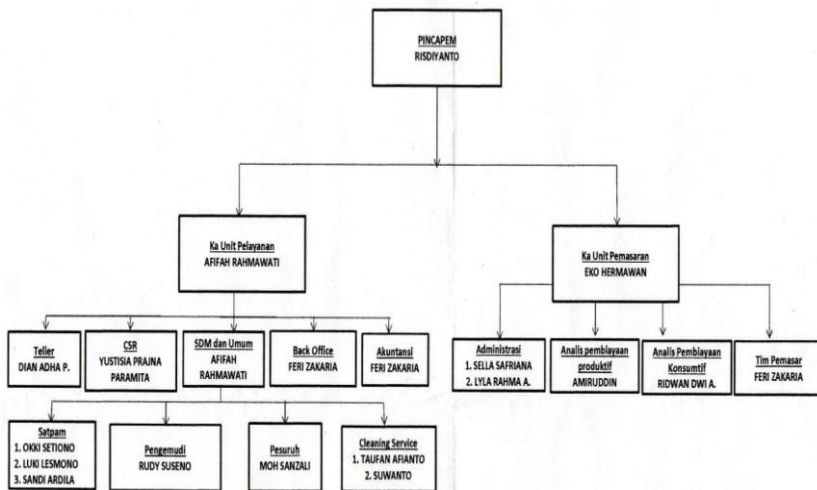 PINCAPEM
RISDIYANTO
Ka Unit Pelayanan
AFIFAH RAHMAWATI
Ka Unit Pemasaran
EKO HERMAWAN
Teller
DIAN ADHA P.
CSR
YUSTISIA PRAJNA
PARAMITA
SDM dan Umum
AFIFAH
RAHMAWATI
Back Office
FERI ZAKARIA
Akuntansi
FERI ZAKARIA
Administrasi
1. SELLA SAFRIANA
2. LYLA RAHMA A.
Analis pembiayaan
produktif
AMIRUDDIN
Analis Pembiayaan
Konsumtif
RIDWAN DWI A.
Tim Pemasar
FERI ZAKARIA
Satpam
1. OKKI SETIONO
2. LUKI LESMONO
3. SANDI ARDILA
Pengemudi
RUDY SUSENO
Pesuruh
MOH SANZALI
Cleaning Service
1. TAUFAN AFIANTO
2. SUWANTO